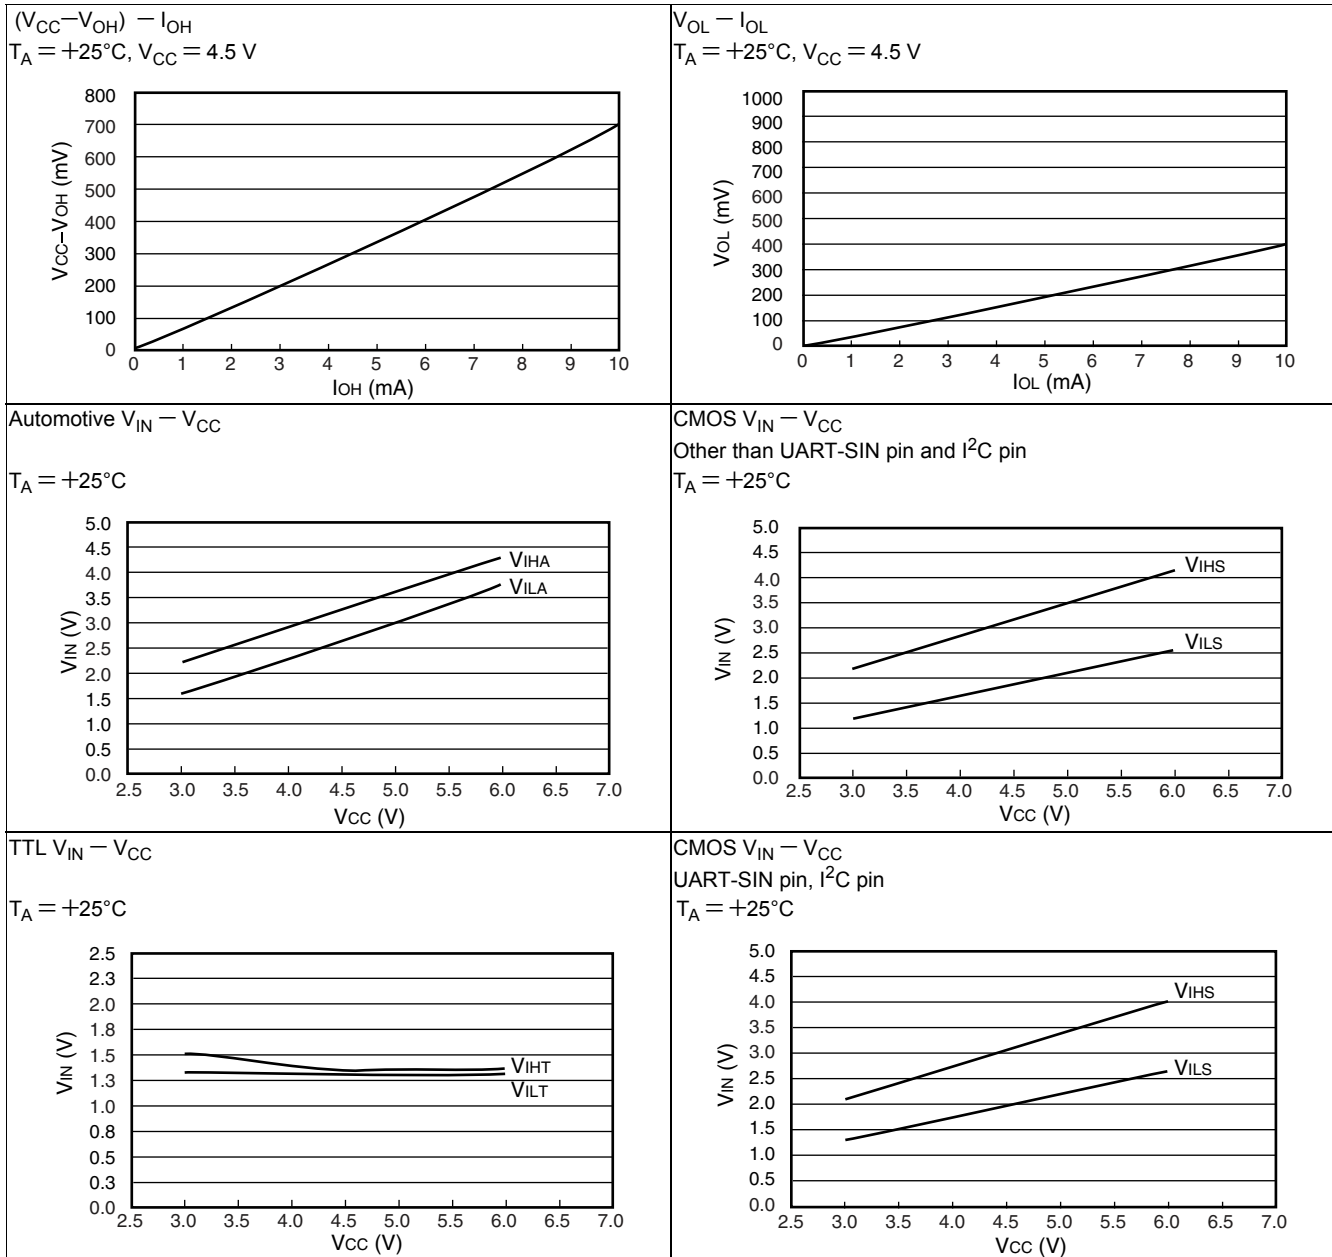 (VCC–VOH) – IOH
TA = +25°C, VCC = 4.5 V
800
700
600
500
400
300
200
100
0
VCC–VOH (mV)
0 1 2 3 4 5 6 7 8 9 10
IOH (mA)
VOL – IOL
TA = +25°C, VCC = 4.5 V
1000
900
800
700
600
500
400
300
200
100
0
VOL (mV)
0 1 2 3 4 5 6 7 8 9 10
IOL (mA)
Automotive VIN – VCC
TA = +25°C
5.0
4.5
4.0
3.5
3.0
2.5
2.0
1.5
1.0
0.5
0.0
VIN (V)
VIHA
VILA
2.5 3.0 3.5 4.0 4.5 5.0 5.5 6.0 6.5 7.0
VCC (V)
CMOS VIN – VCC
Other than UART-SIN pin and I2C pin
TA = +25°C
5.0
4.5
4.0
3.5
3.0
2.5
2.0
1.5
1.0
0.5
0.0
VIN (V)
VIHS
VILS
2.5 3.0 3.5 4.0 4.5 5.0 5.5 6.0 6.5 7.0
VCC (V)
TTL VIN – VCC
TA = +25°C
2.5
2.3
2.0
1.8
1.5
1.3
1.0
0.8
0.5
0.3
0.0
VIN (V)
VIHT
VILT
2.5 3.0 3.5 4.0 4.5 5.0 5.5 6.0 6.5 7.0
VCC (V)
CMOS VIN – VCC
UART-SIN pin, I2C pin
TA = +25°C
5.0
4.5
4.0
3.5
3.0
2.5
2.0
1.5
1.0
0.5
0.0
VIN (V)
VIHS
VILS
2.5 3.0 3.5 4.0 4.5 5.0 5.5 6.0 6.5 7.0
VCC (V)